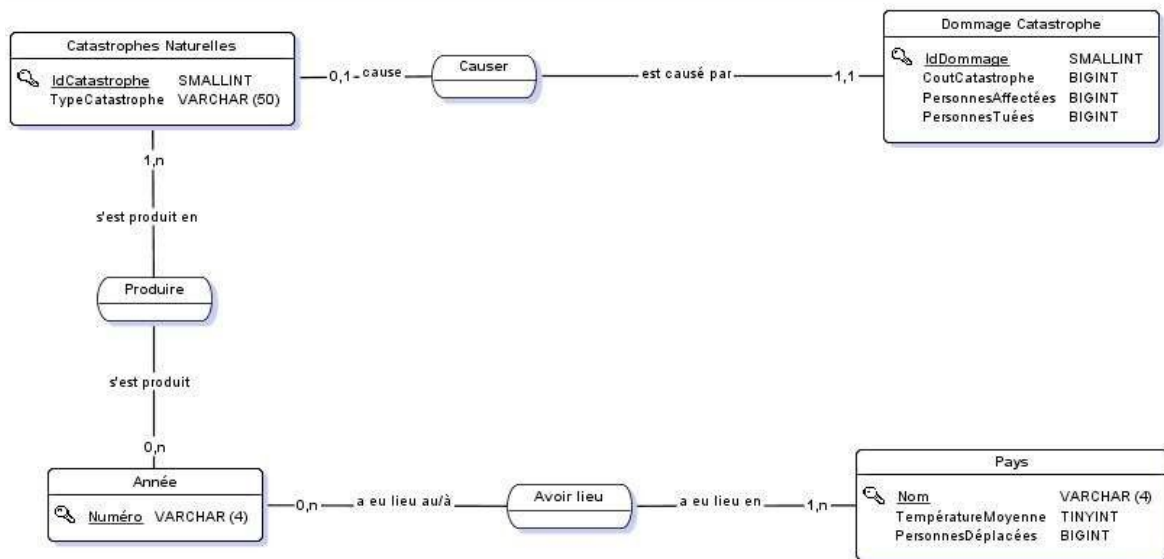 Catastrophes Naturelles
IdCatastrophe SMALLINT
TypeCatastrophe VARCHAR (50)
0,1
cause
Causer
est causé par
1,1
Dommage Catastrophe
IdDommage SMALLINT
CoutCatastrophe BIGINT
PersonnesAffectées BIGINT
PersonnesTuées BIGINT
1,n
s'est produit en
Produire
s'est produit
0,n
Année
Numéro VARCHAR (4)
0,n
a eu lieu au/à
Avoir lieu
a eu lieu en
1,n
Pays
Nom VARCHAR (4)
TempératureMoyenne TINYINT
PersonnesDéplacées BIGINT